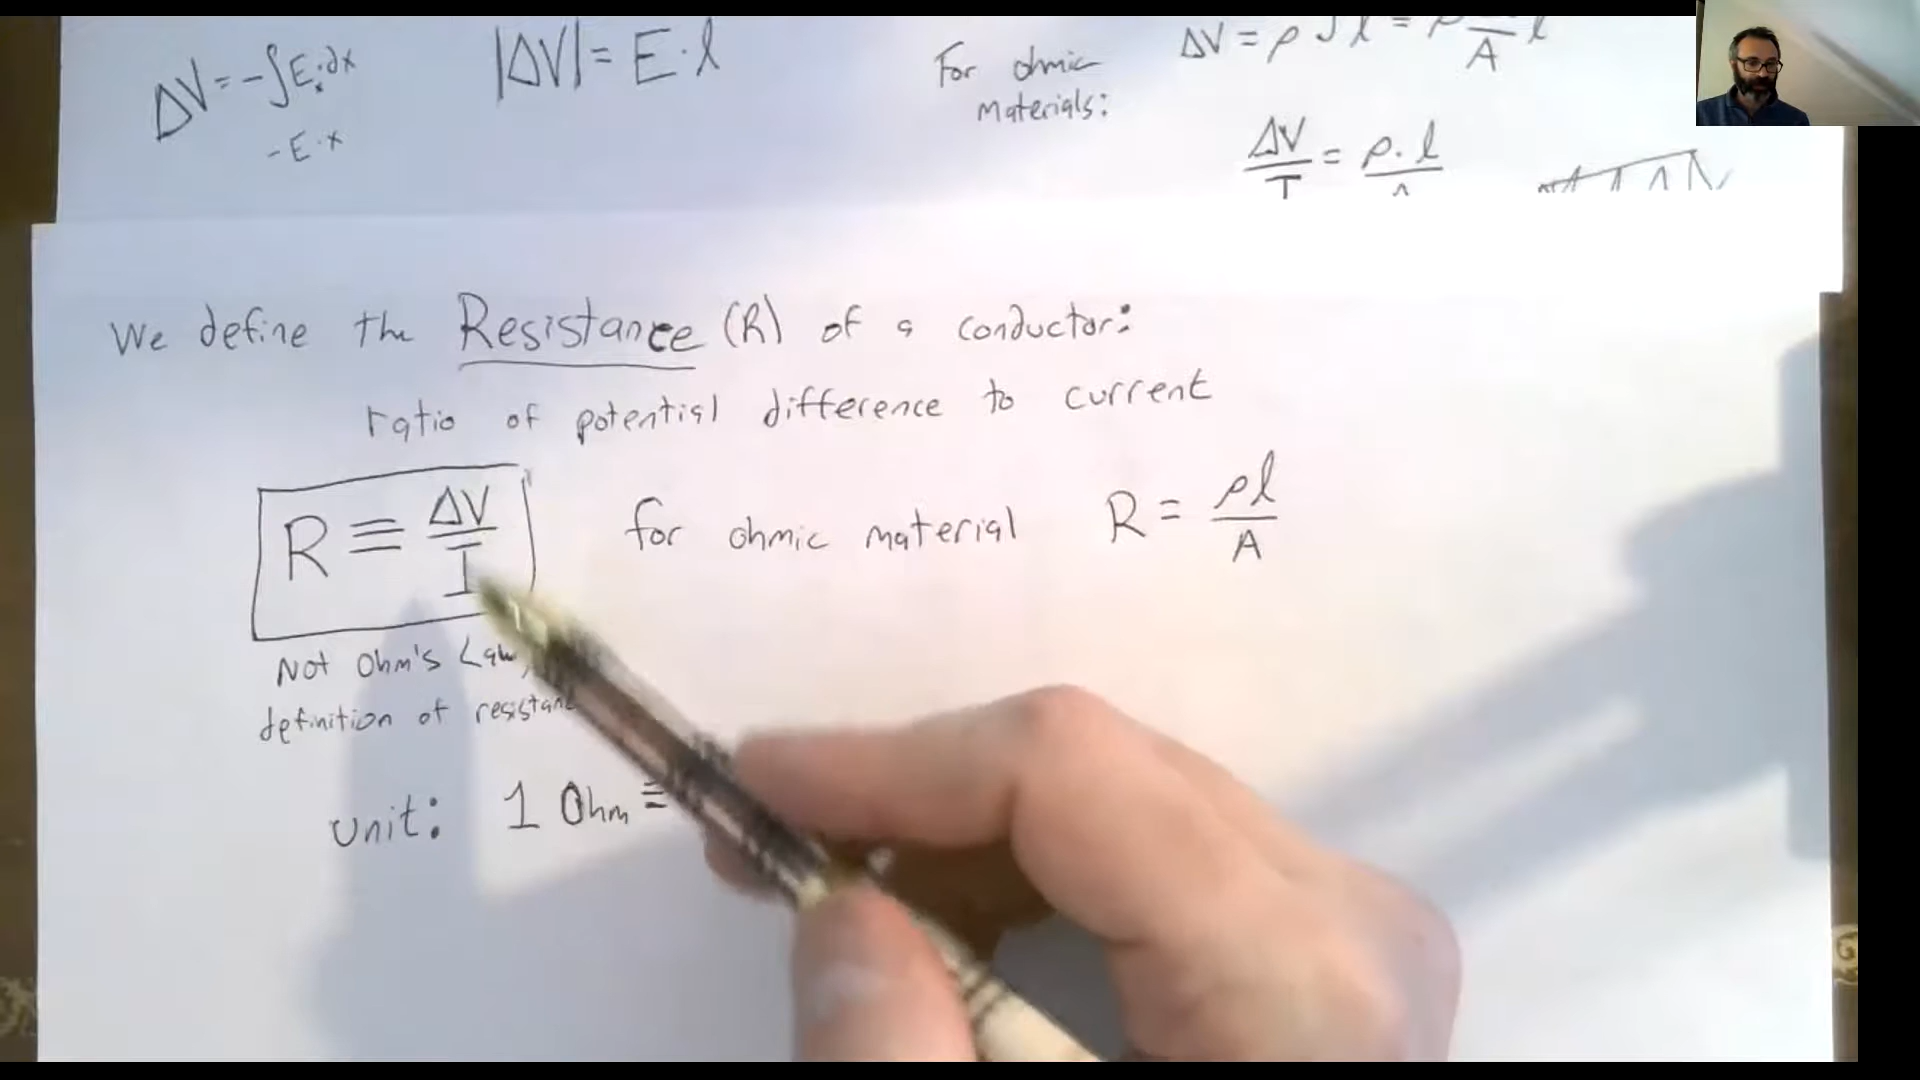 ΔV = -∫E·dx
-E·x
|ΔV| = E·l
For ohmic
materials:
ΔV = ρ J l = ρ — l
A
ΔV/I = ρ·l
We define the Resistance (R) of a conductor:
ratio of potential difference to current
R ≡ ΔV/I
for ohmic material R = ρl/A
Not Ohm's Law,
definition of
unit: 1 Ohm ≡